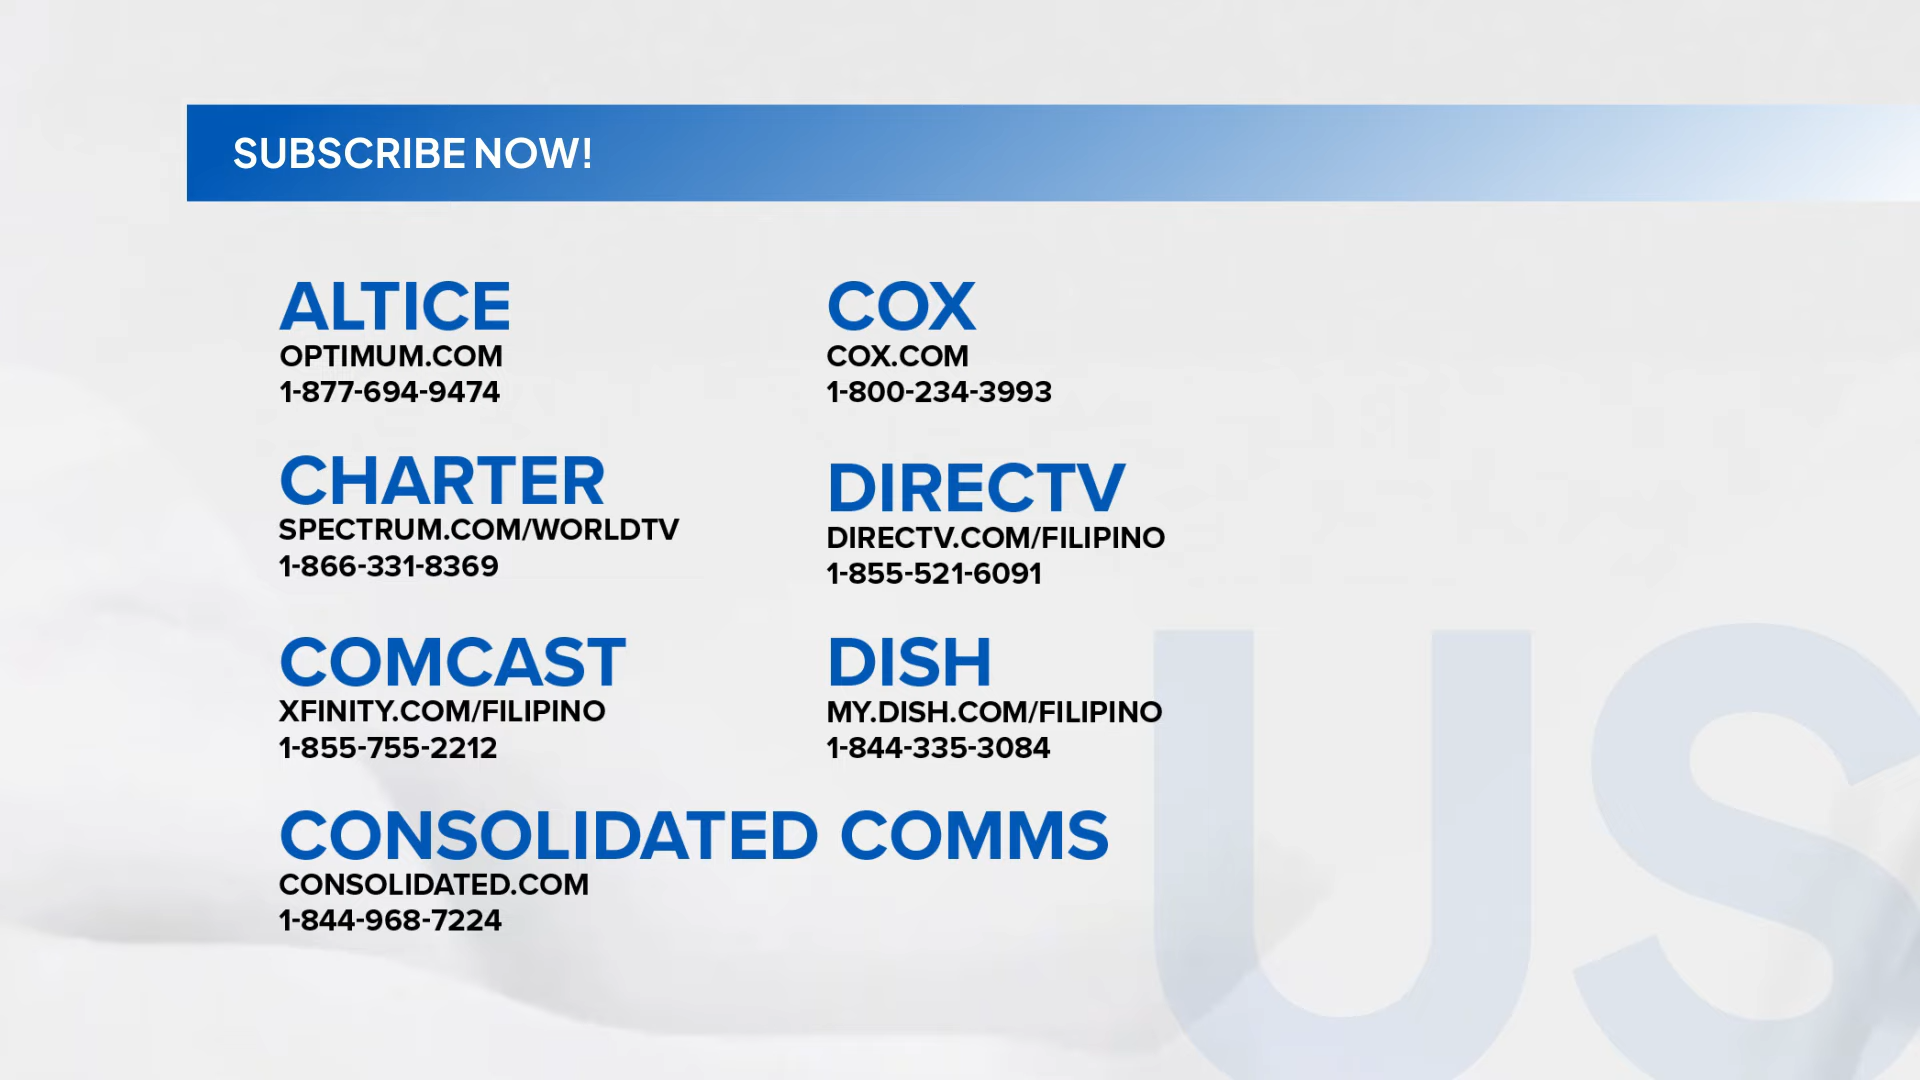 SUBSCRIBE NOW!
ALTICE
OPTIMUM.COM
1-877-694-9474
CHARTER
SPECTRUM.COM/WORLDTV
1-866-331-8369
COMCAST
XFINITY.COM/FILIPINO
1-855-755-2212
CONSOLIDATED COMMS
CONSOLIDATED.COM
1-844-968-7224
COX
COX.COM
1-800-234-3993
DIRECTV
DIRECTV.COM/FILIPINO
1-855-521-6091
DISH
MY.DISH.COM/FILIPINO
1-844-335-3084
US